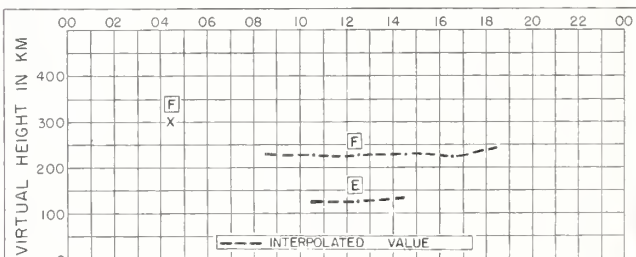 00 02 04 06 08 10 12 14 16 18 20 22 00
VIRTUAL HEIGHT IN KM
400
300
200
100
F
X
F
E
INTERPOLATED VALUE